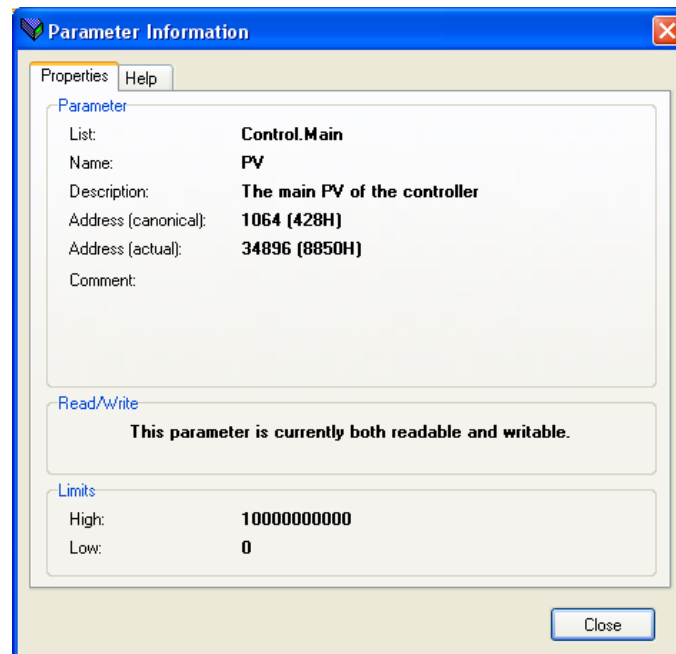 Parameter Information
Properties Help
Parameter
List: Control.Main
Name: PV
Description: The main PV of the controller
Address (canonical): 1064 (428H)
Address (actual): 34896 (8850H)
Comment:
Read/Write
This parameter is currently both readable and writable.
Limits
High: 10000000000
Low: 0
Close